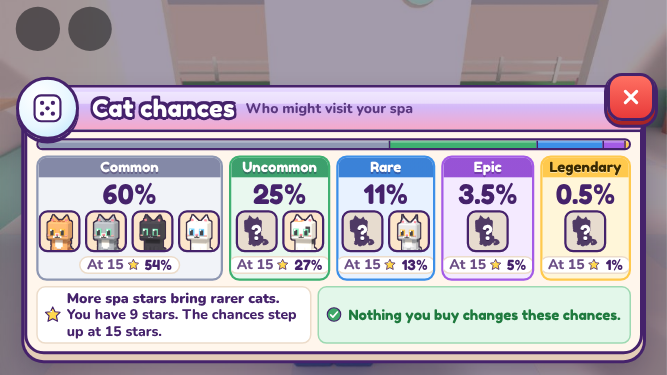 Cat chances Who might visit your spa
Common
60%
At 15 54%
Uncommon
25%
?
At 15 27%
Rare
11%
?
At 15 13%
Epic
3.5%
?
At 15 5%
Legendary
0.5%
?
At 15 1%
More spa stars bring rarer cats.
You have 9 stars. The chances step
up at 15 stars.
Nothing you buy changes these chances.